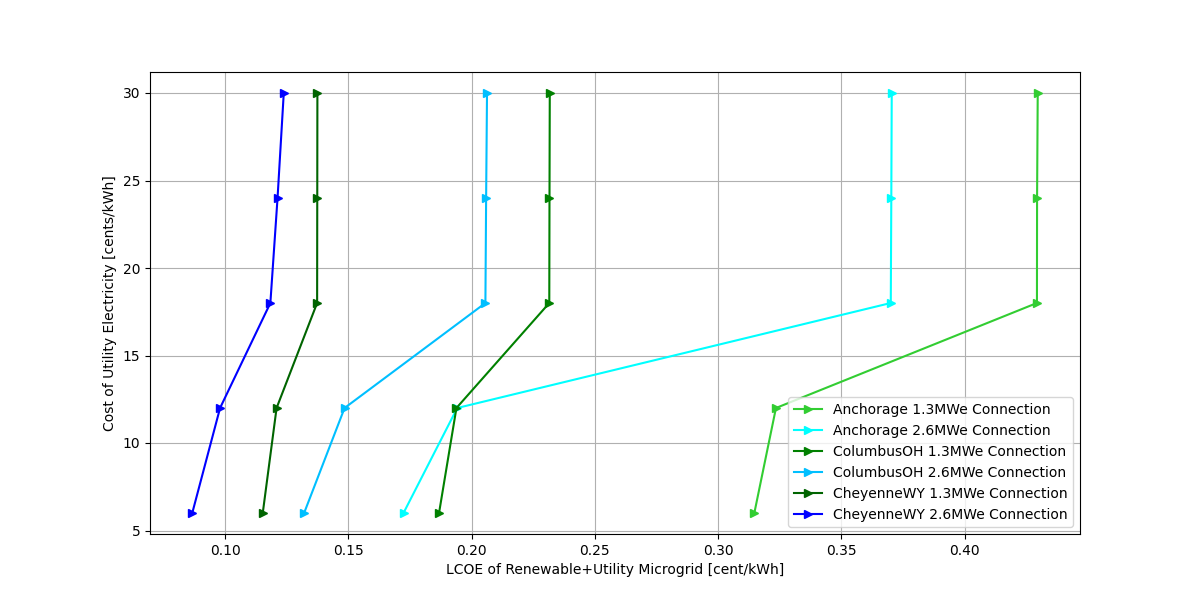 30
25
20
15
10
5
Cost of Utility Electricity [cents/kWh]
Anchorage 1.3MWe Connection
Anchorage 2.6MWe Connection
ColumbusOH 1.3MWe Connection
ColumbusOH 2.6MWe Connection
CheyenneWY 1.3MWe Connection
CheyenneWY 2.6MWe Connection
0.10 0.15 0.20 0.25 0.30 0.35 0.40
LCOE of Renewable+Utility Microgrid [cent/kWh]